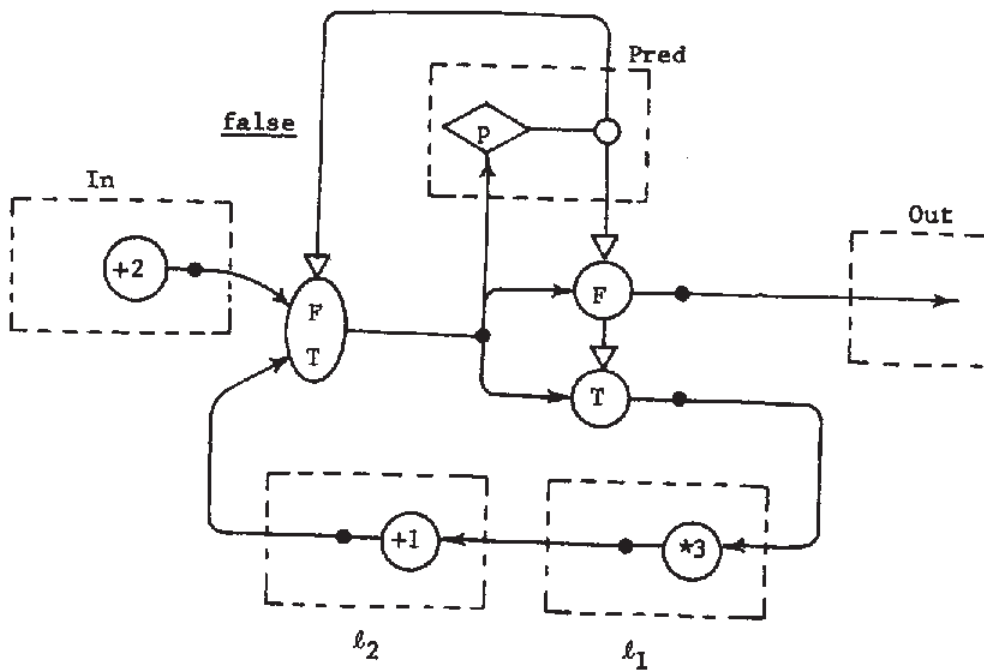 Pred
false
P
In
Out
+2
F
T
F
T
+1
*3
ℓ2
ℓ1